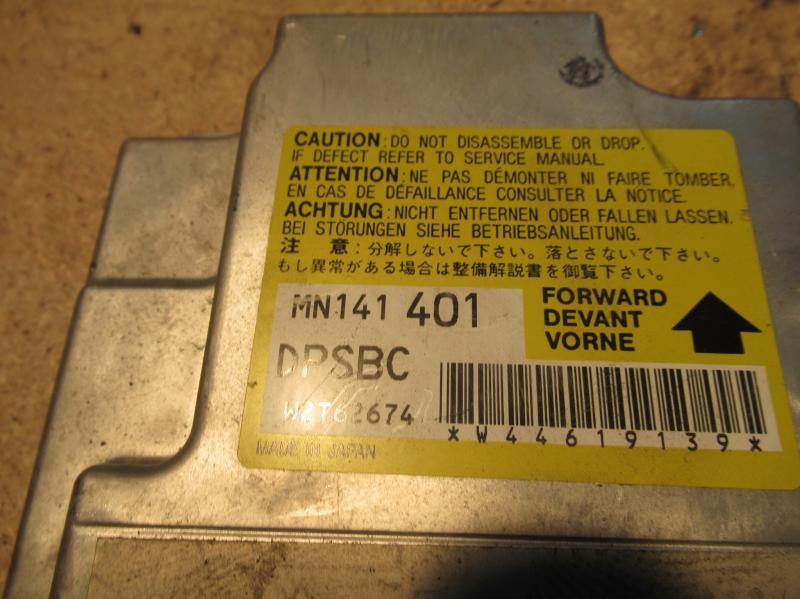 CAUTION : DO NOT DISASSEMBLE OR DROP.
IF DEFECT REFER TO SERVICE MANUAL.
ATTENTION : NE PAS DÉMONTER NI FAIRE TOMBER.
EN CAS DE DÉFAILLANCE CONSULTER LA NOTICE.
ACHTUNG : NICHT ENTFERNEN ODER FALLEN LASSEN.
BEI STÖRUNGEN SIEHE BETRIEBSANLEITUNG.
注 意 : 分解しないで下さい。落とさないで下さい。
もし異常がある場合は整備解説書を御覧下さい。
MN141 401
FORWARD
DEVANT
VORNE
DPSBC
W2T62674
*W44619139*
MADE IN JAPAN